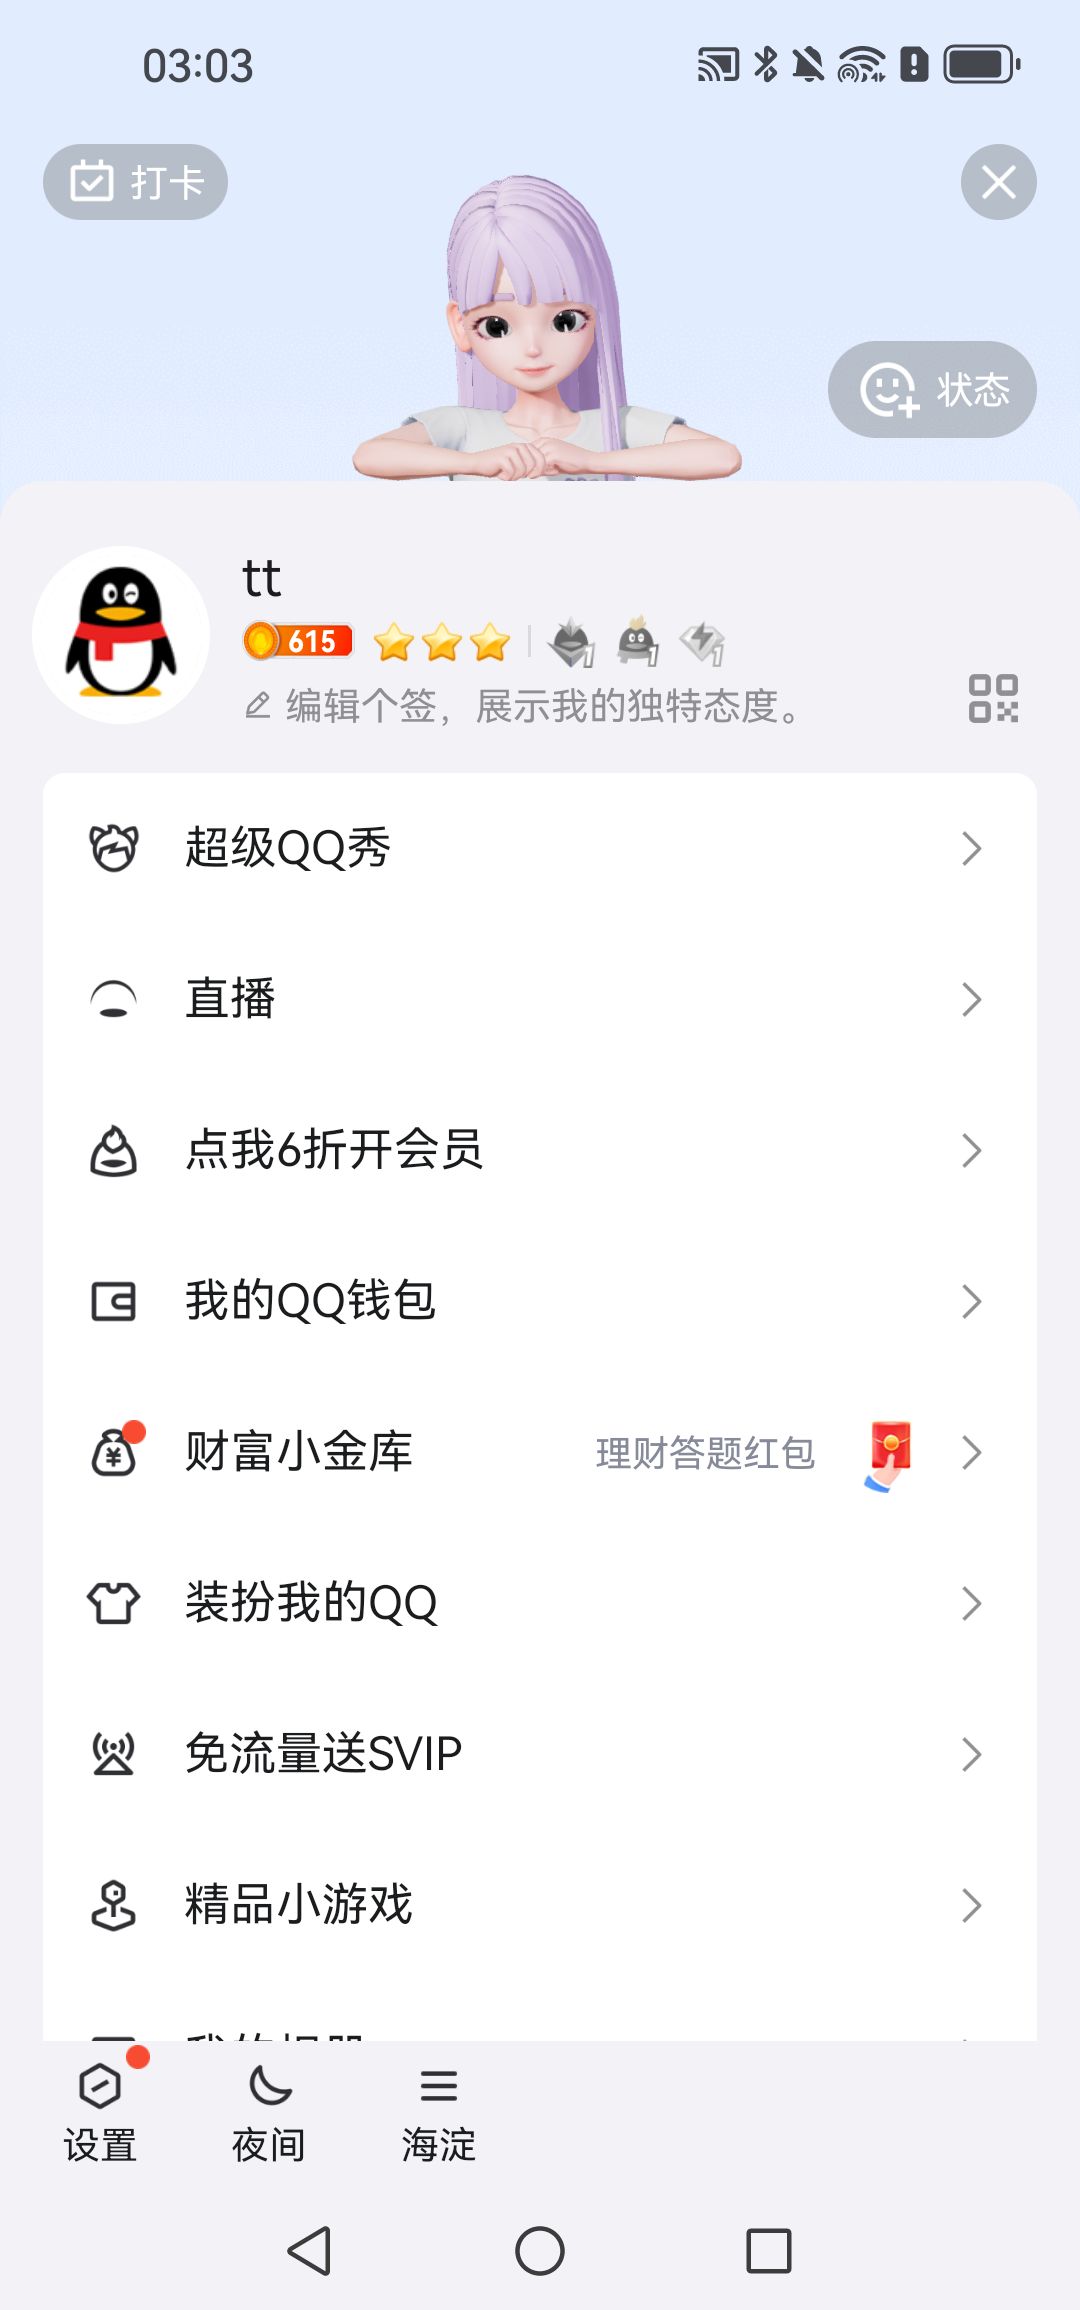 03:03
打卡
状态
tt
615
1 1 1
编辑个签，展示我的独特态度。
超级QQ秀
直播
点我6折开会员
我的QQ钱包
财富小金库 理财答题红包
装扮我的QQ
免流量送SVIP
精品小游戏
设置 夜间 海淀